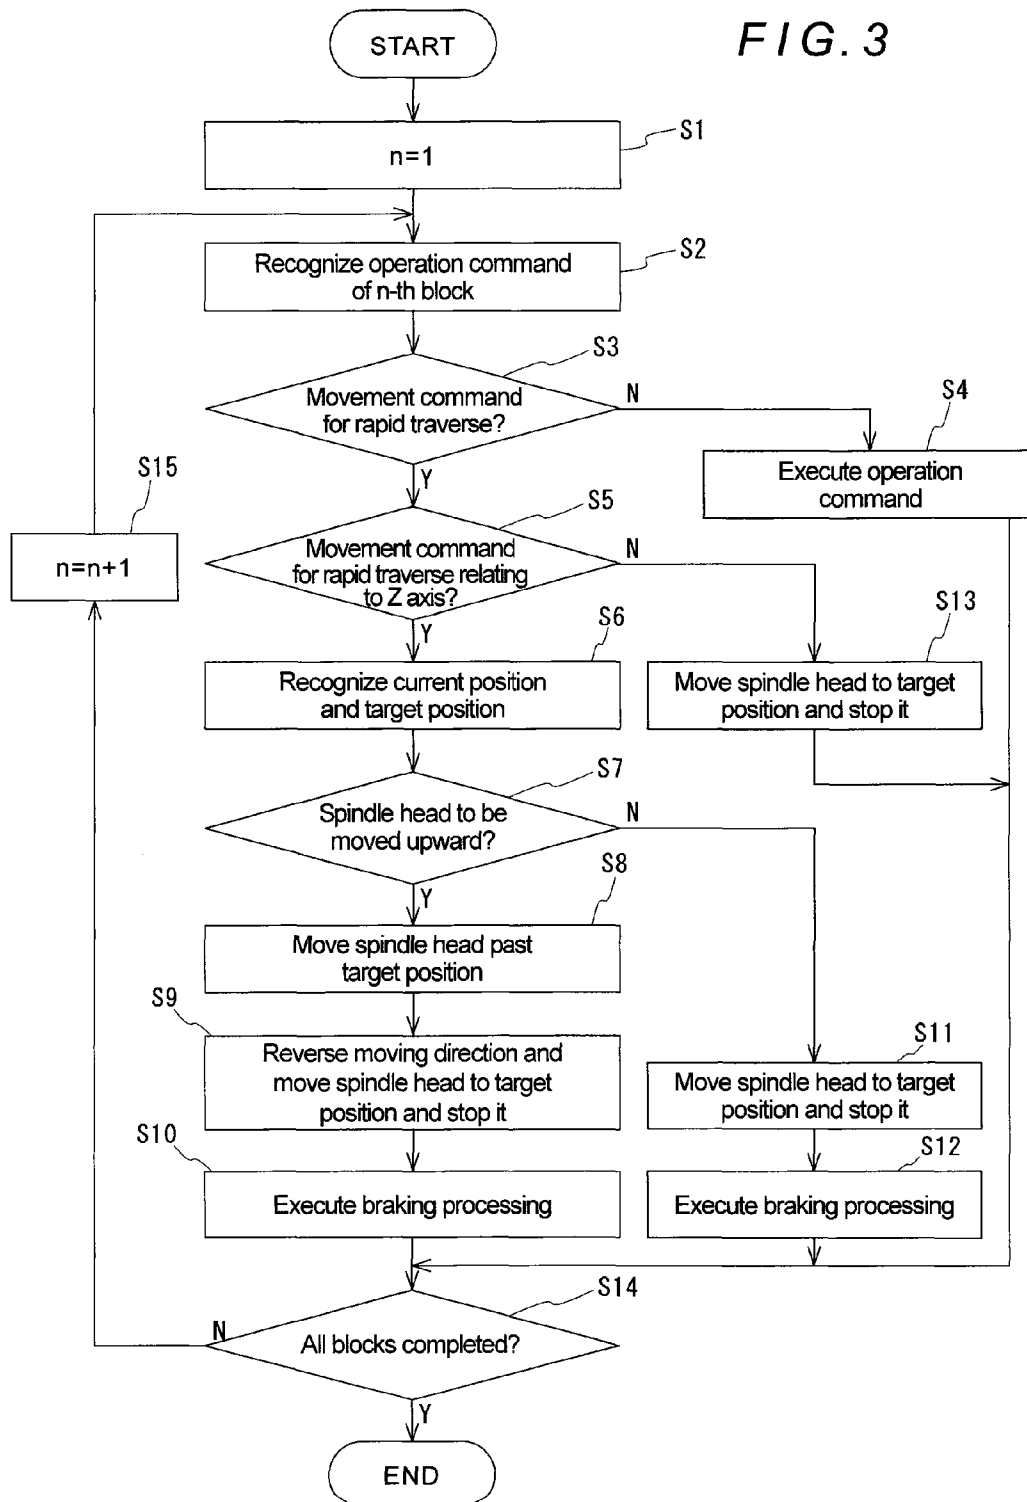 FIG. 3
START
S1
n=1
S2
Recognize operation command
of n-th block
S3
Movement command
for rapid traverse?
N
Y
S4
Execute operation
command
S15
n=n+1
S5
Movement command
for rapid traverse relating
to Z axis?
N
Y
S6
Recognize current position
and target position
S13
Move spindle head to target
position and stop it
S7
Spindle head to be
moved upward?
N
Y
S8
Move spindle head past
target position
S9
Reverse moving direction and
move spindle head to target
position and stop it
S11
Move spindle head to target
position and stop it
S10
Execute braking processing
S12
Execute braking processing
S14
All blocks completed?
N
Y
END